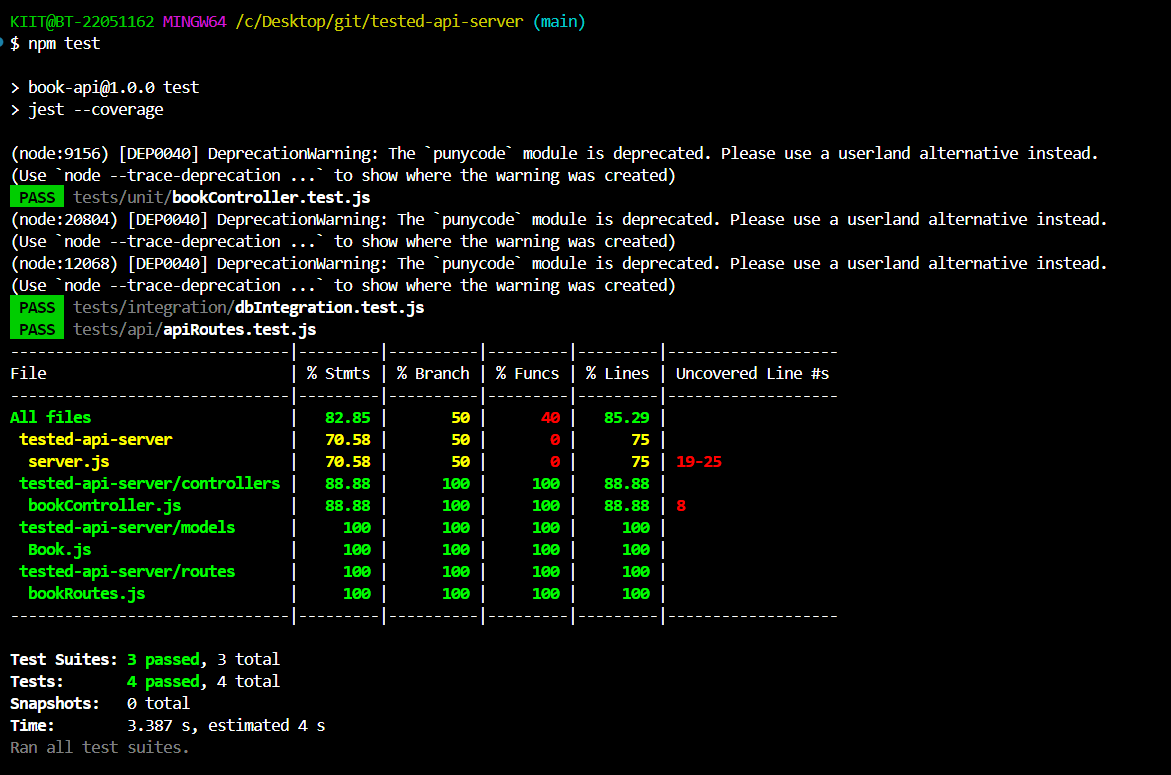 KIIT@BT-22051162 MINGW64 /c/Desktop/git/tested-api-server (main)
$ npm test

> book-api@1.0.0 test
> jest --coverage

(node:9156) [DEP0040] DeprecationWarning: The `punycode` module is deprecated. Please use a userland alternative instead.
(Use `node --trace-deprecation ...` to show where the warning was created)
PASS tests/unit/bookController.test.js
(node:20804) [DEP0040] DeprecationWarning: The `punycode` module is deprecated. Please use a userland alternative instead.
(Use `node --trace-deprecation ...` to show where the warning was created)
(node:12068) [DEP0040] DeprecationWarning: The `punycode` module is deprecated. Please use a userland alternative instead.
(Use `node --trace-deprecation ...` to show where the warning was created)
PASS tests/integration/dbIntegration.test.js
PASS tests/api/apiRoutes.test.js
-------------------------------|---------|----------|---------|---------|-------------------
File                           | % Stmts | % Branch | % Funcs | % Lines | Uncovered Line #s
-------------------------------|---------|----------|---------|---------|-------------------
All files                      |   82.85 |       50 |      40 |   85.29 |
 tested-api-server             |   70.58 |       50 |       0 |      75 |
  server.js                    |   70.58 |       50 |       0 |      75 | 19-25
 tested-api-server/controllers |   88.88 |      100 |     100 |   88.88 |
  bookController.js            |   88.88 |      100 |     100 |   88.88 | 8
 tested-api-server/models      |     100 |      100 |     100 |     100 |
  Book.js                      |     100 |      100 |     100 |     100 |
 tested-api-server/routes      |     100 |      100 |     100 |     100 |
  bookRoutes.js                |     100 |      100 |     100 |     100 |
-------------------------------|---------|----------|---------|---------|-------------------

Test Suites: 3 passed, 3 total
Tests:       4 passed, 4 total
Snapshots:   0 total
Time:        3.387 s, estimated 4 s
Ran all test suites.